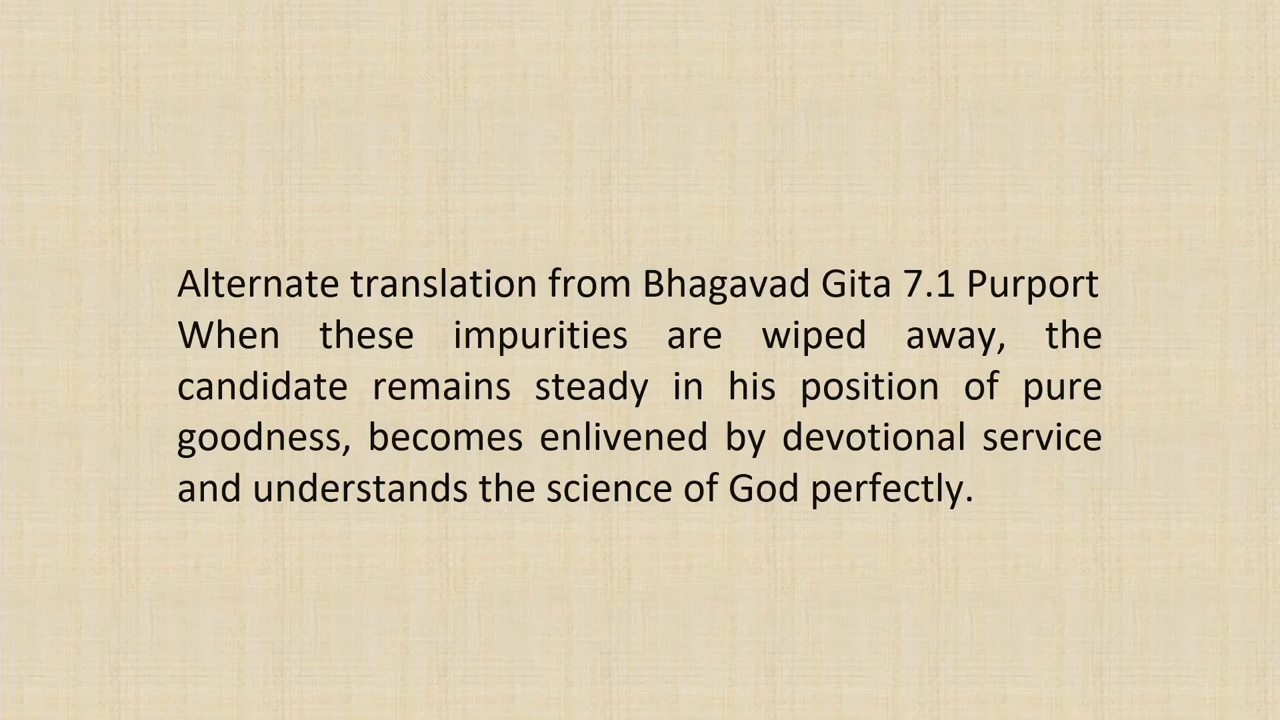 Alternate translation from Bhagavad Gita 7.1 Purport
When these impurities are wiped away, the
candidate remains steady in his position of pure
goodness, becomes enlivened by devotional service
and understands the science of God perfectly.